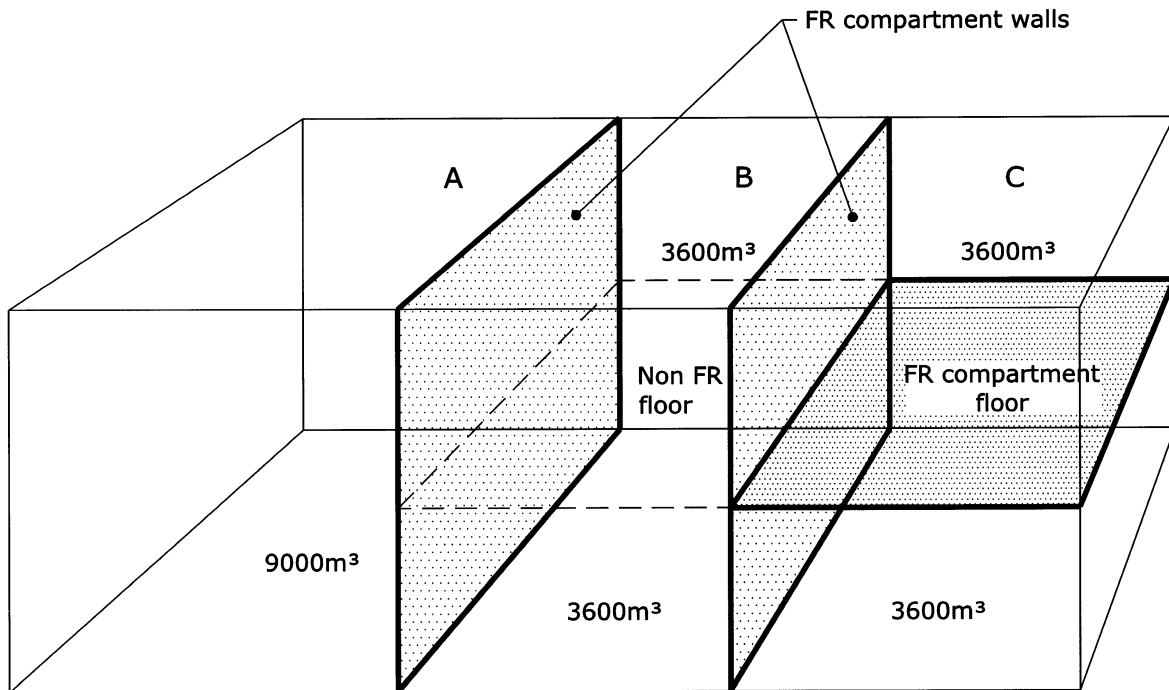 FR compartment walls
A
B
C
3600m³
3600m³
Non FR
floor
FR compartment
floor
9000m³
3600m³
3600m³